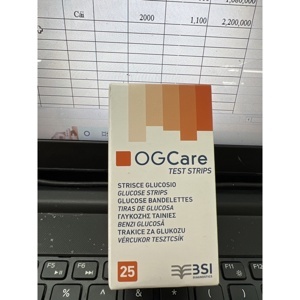 Cái 2000 1,100 2,200,000
OGCare
TEST STRIPS
STRISCE GLUCOSIO
GLUCOSE STRIPS
GLUCOSE BANDELETTES
TIRAS DE GLUCOSA
ΓΛΥΚΟΖΗΣ ΤΑΙΝΙΕΣ
BENZI GLUCOSĂ
TRAKICE ZA GLUKOZU
VÉRCUKOR TESZTCSÍK
25
BSI